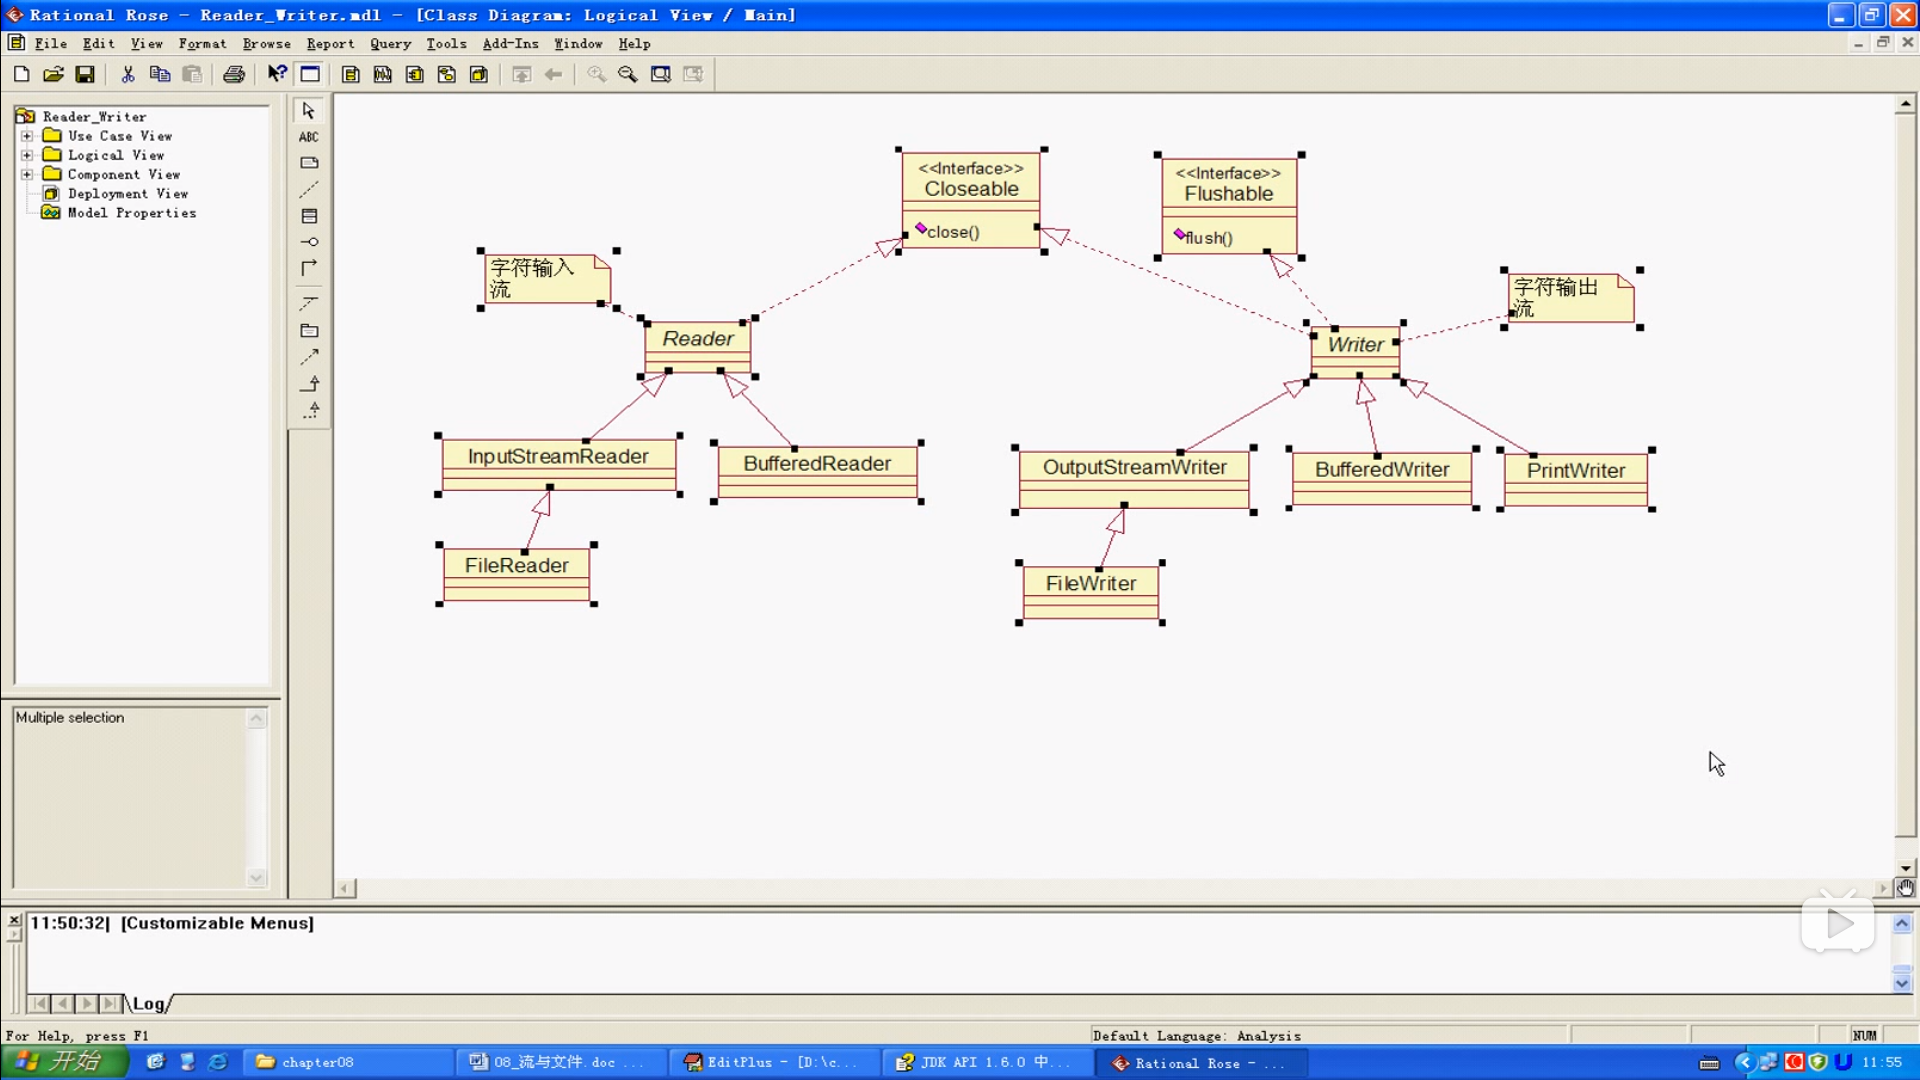 Rational Rose - Reader_Writer.mdl - [Class Diagram: Logical View / Main]
File Edit View Format Browse Report Query Tools Add-Ins Window Help
Reader_Writer
Use Case View
Logical View
Component View
Deployment View
Model Properties
ABC
<<Interface>>
Closeable
close()
<<Interface>>
Flushable
flush()
字符输入
流
字符输出
流
Reader
Writer
InputStreamReader
BufferedReader
OutputStreamWriter
BufferedWriter
PrintWriter
FileReader
FileWriter
Multiple selection
11:50:32| [Customizable Menus]
Log
For Help, press F1
Default Language: Analysis
NUM
开始
chapter08
08_流与文件.doc ...
EditPlus - [D:\c...
JDK API 1.6.0 中...
Rational Rose - ...
11:55